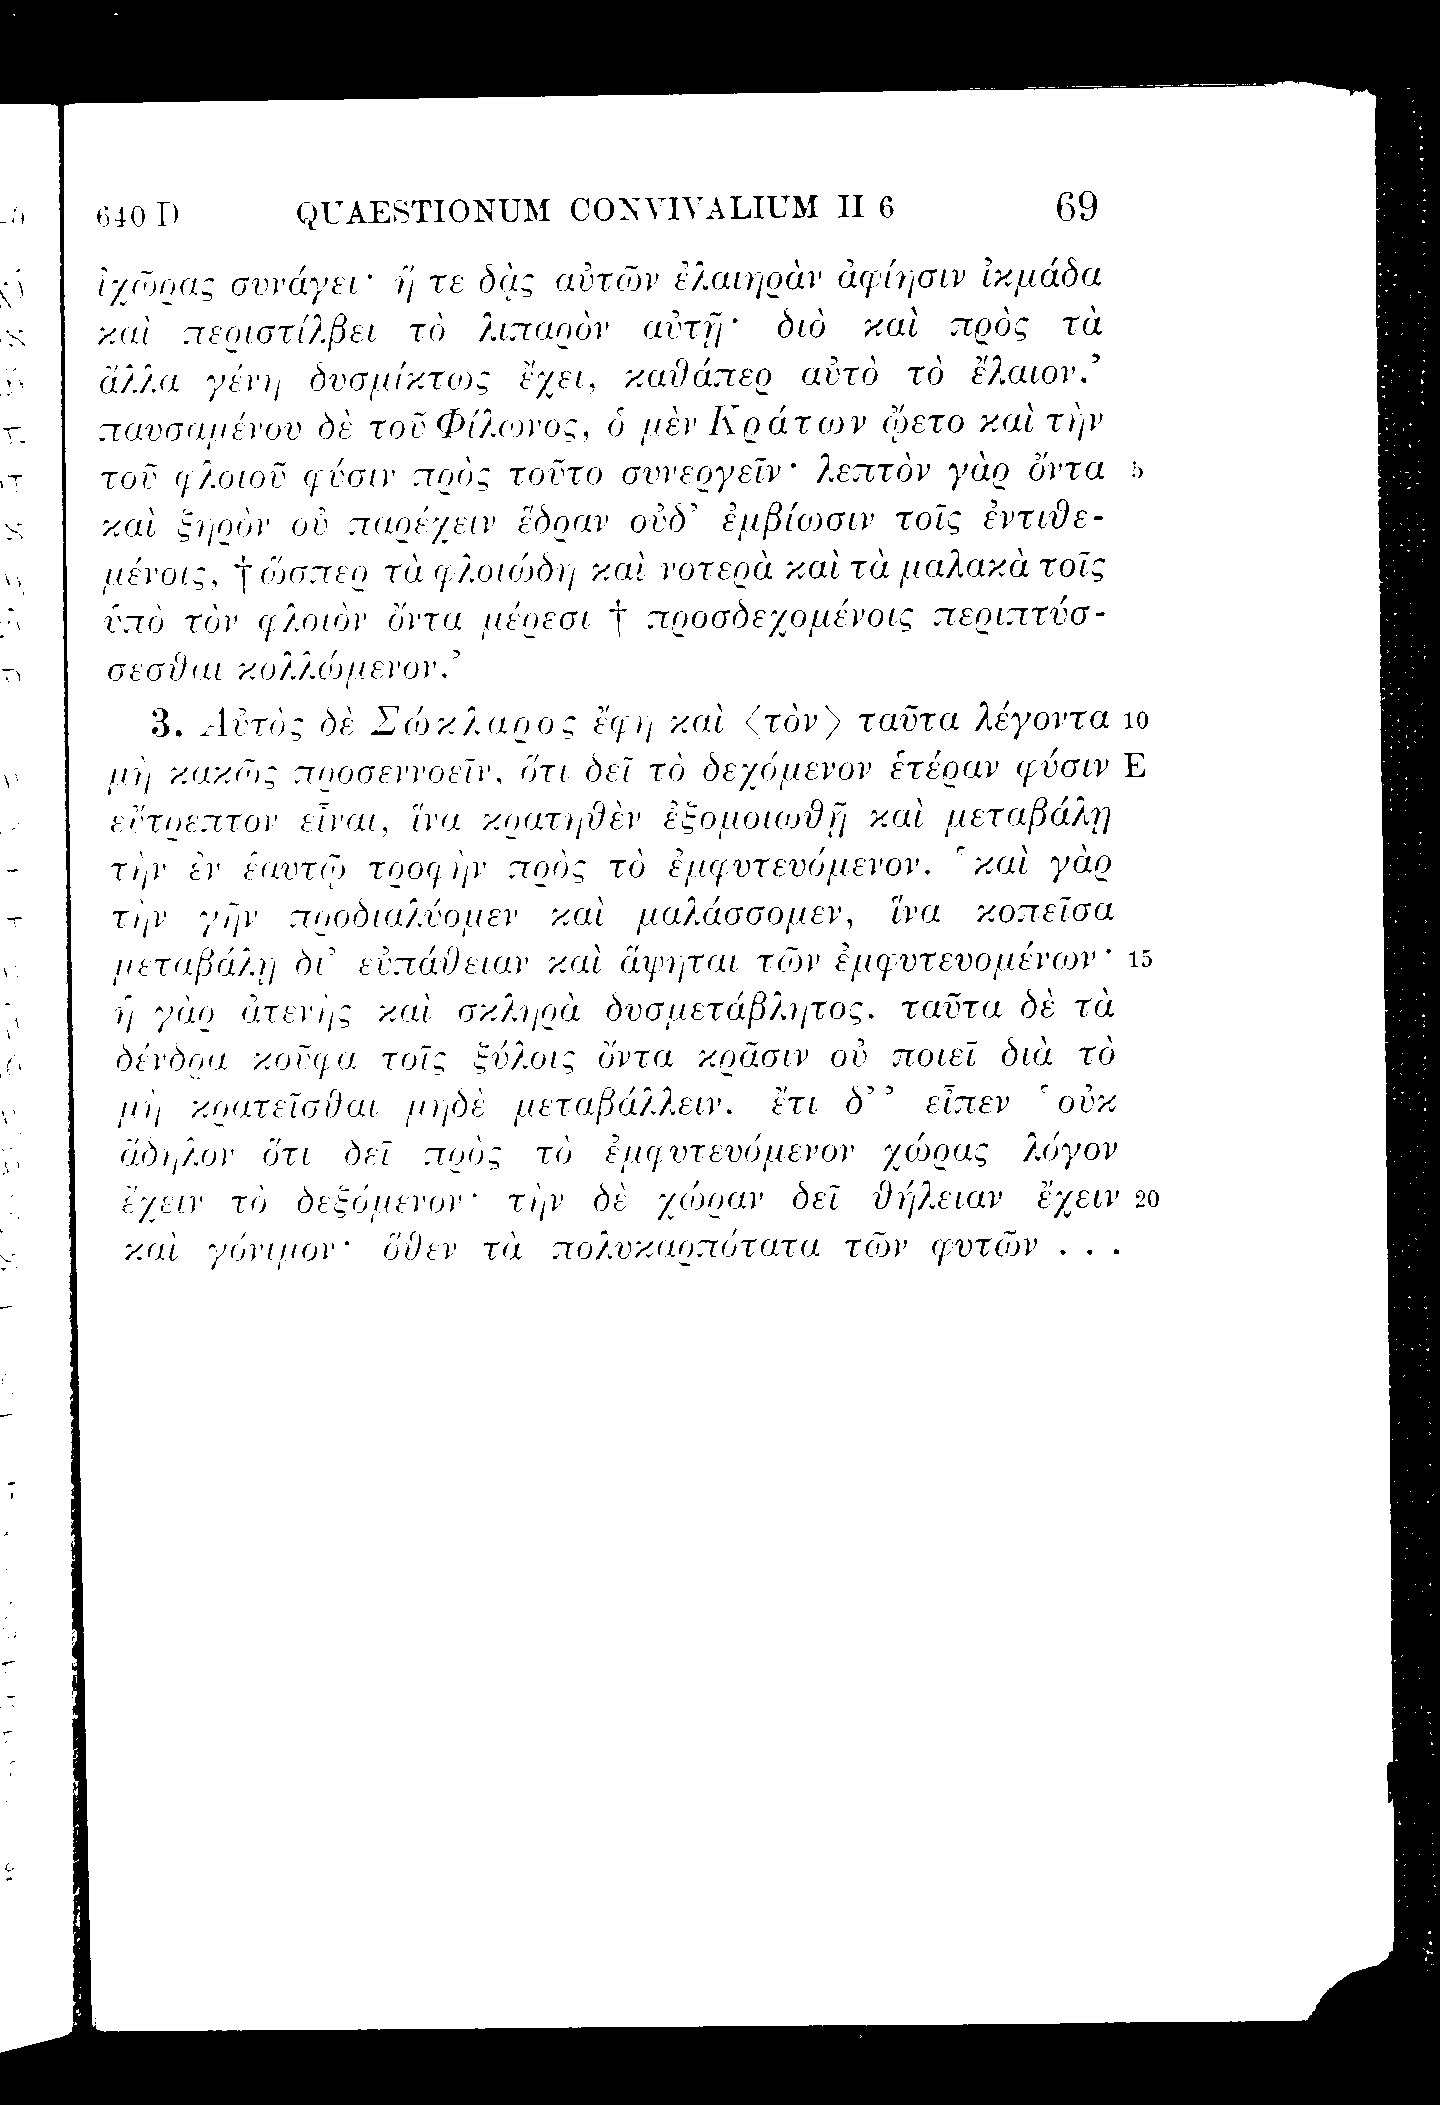 640 D QUAESTIONUM CONVIVALIUM II 6 69
ἰχῶρας συνάγει· ἥ τε δᾲς αὐτῶν ἐλαιηρὰν ἀφίησιν ἰκμάδα
καὶ περιστίλβει τὸ λιπαρὸν αὐτῇ· διὸ καὶ πρὸς τὰ
ἄλλα γένη δυσμίκτως ἔχει, καθάπερ αὐτὸ τὸ ἔλαιον.’
παυσαμένου δὲ τοῦ Φίλωνος, ὁ μὲν Κράτων ᾤετο καὶ τὴν
τοῦ φλοιοῦ φύσιν πρὸς τοῦτο συνεργεῖν· λεπτὸν γὰρ ὄντα 5
καὶ ξηρὸν οὐ παρέχειν ἕδραν οὐδ’ ἐμβίωσιν τοῖς ἐντιθε-
μένοις, †ὥσπερ τὰ φλοιώδη καὶ νοτερὰ καὶ τὰ μαλακὰ τοῖς
ὑπὸ τὸν φλοιὸν ὄντα μέρεσι † προσδεχομένοις περιπτύσ-
σεσθαι κολλώμενον.’
3. Αὐτὸς δὲ Σώκλαρος ἔφη καὶ ⟨τὸν⟩ ταῦτα λέγοντα 10
μὴ κακῶς προσεννοεῖν, ὅτι δεῖ τὸ δεχόμενον ἑτέραν φύσιν E
εὔτρεπτον εἶναι, ἵνα κρατηθὲν ἐξομοιωθῇ καὶ μεταβάλῃ
τὴν ἐν ἑαυτῷ τροφὴν πρὸς τὸ ἐμφυτευόμενον. ‘καὶ γὰρ
τὴν γῆν προδιαλύομεν καὶ μαλάσσομεν, ἵνα κοπεῖσα
μεταβάλῃ δι’ εὐπάθειαν καὶ ἅψηται τῶν ἐμφυτευομένων· 15
ἡ γὰρ ἀτενὴς καὶ σκληρὰ δυσμετάβλητος. ταῦτα δὲ τὰ
δένδρα κοῦφα τοῖς ξύλοις ὄντα κρᾶσιν οὐ ποιεῖ διὰ τὸ
μὴ κρατεῖσθαι μηδὲ μεταβάλλειν. ἔτι δ’’ εἶπεν ‘οὐκ
ἄδηλον ὅτι δεῖ πρὸς τὸ ἐμφυτευόμενον χώρας λόγον
ἔχειν τὸ δεξόμενον· τὴν δὲ χώραν δεῖ θήλειαν ἔχειν 20
καὶ γόνιμον· ὅθεν τὰ πολυκαρπότατα τῶν φυτῶν . . .